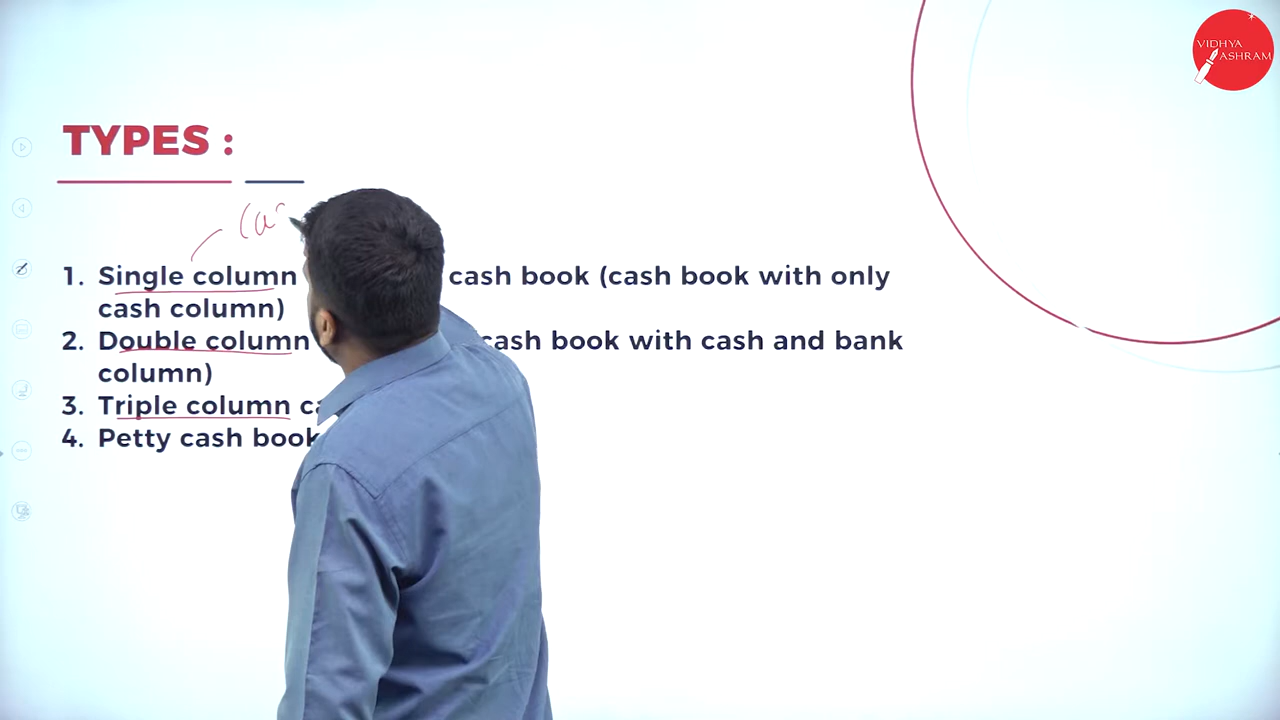 VIDHYA
ASHRAM
TYPES :
1. Single column cash book (cash book with only
cash column)
2. Double column cash book with cash and bank
column)
3. Triple column
4. Petty cash book